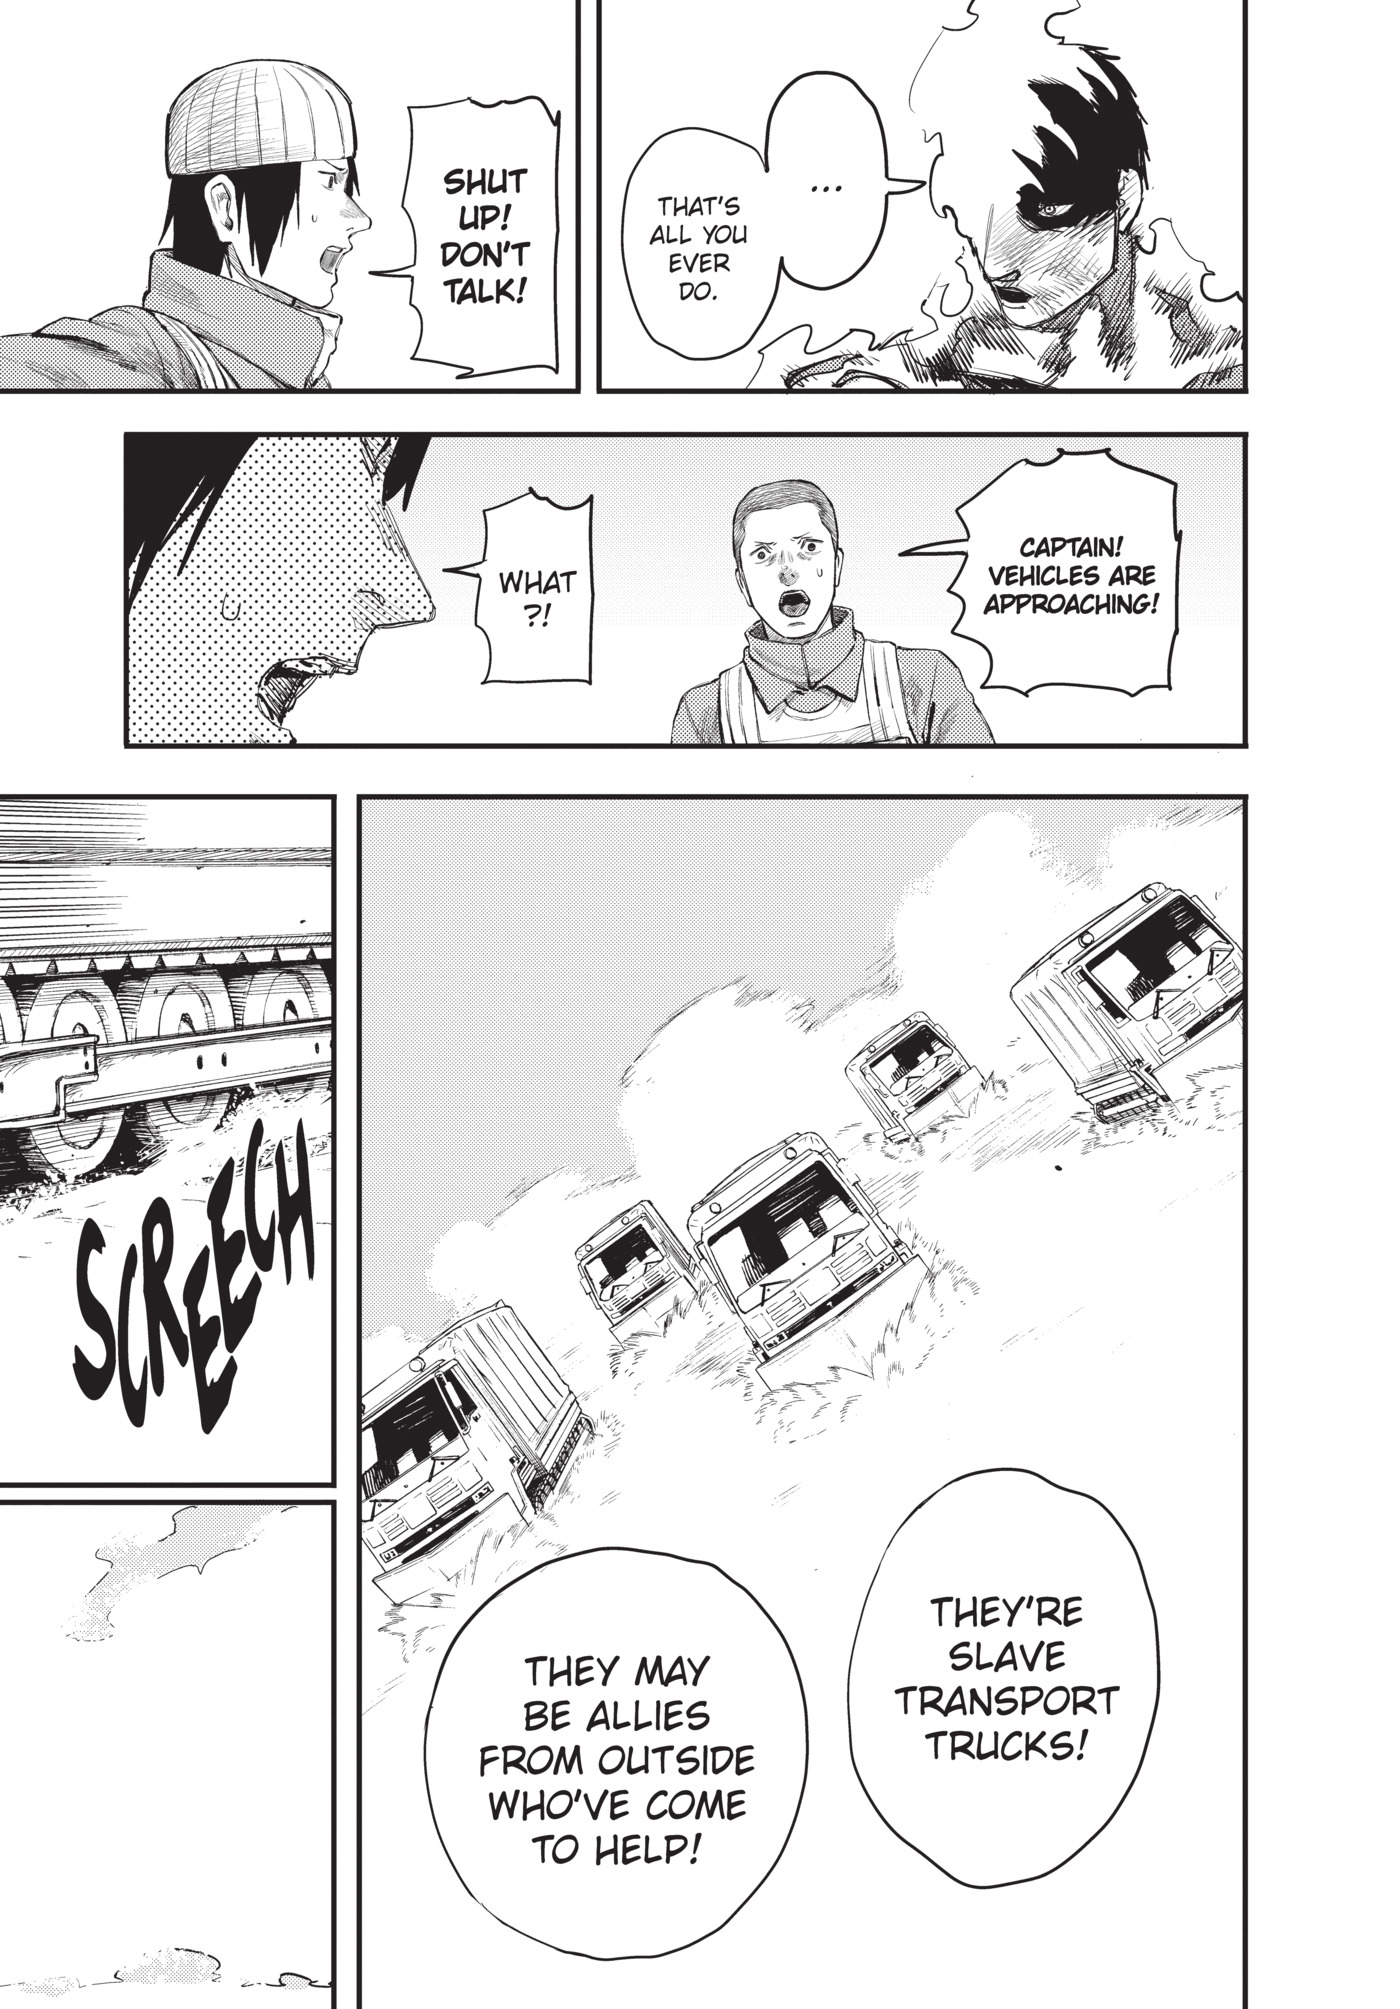 ...
THAT'S
ALL YOU
EVER
DO.
SHUT
UP!
DON'T
TALK!
CAPTAIN!
VEHICLES ARE
APPROACHING!
WHAT
?!
THEY'RE
SLAVE
TRANSPORT
TRUCKS!
THEY MAY
BE ALLIES
FROM OUTSIDE
WHO'VE COME
TO HELP!
SCREECH